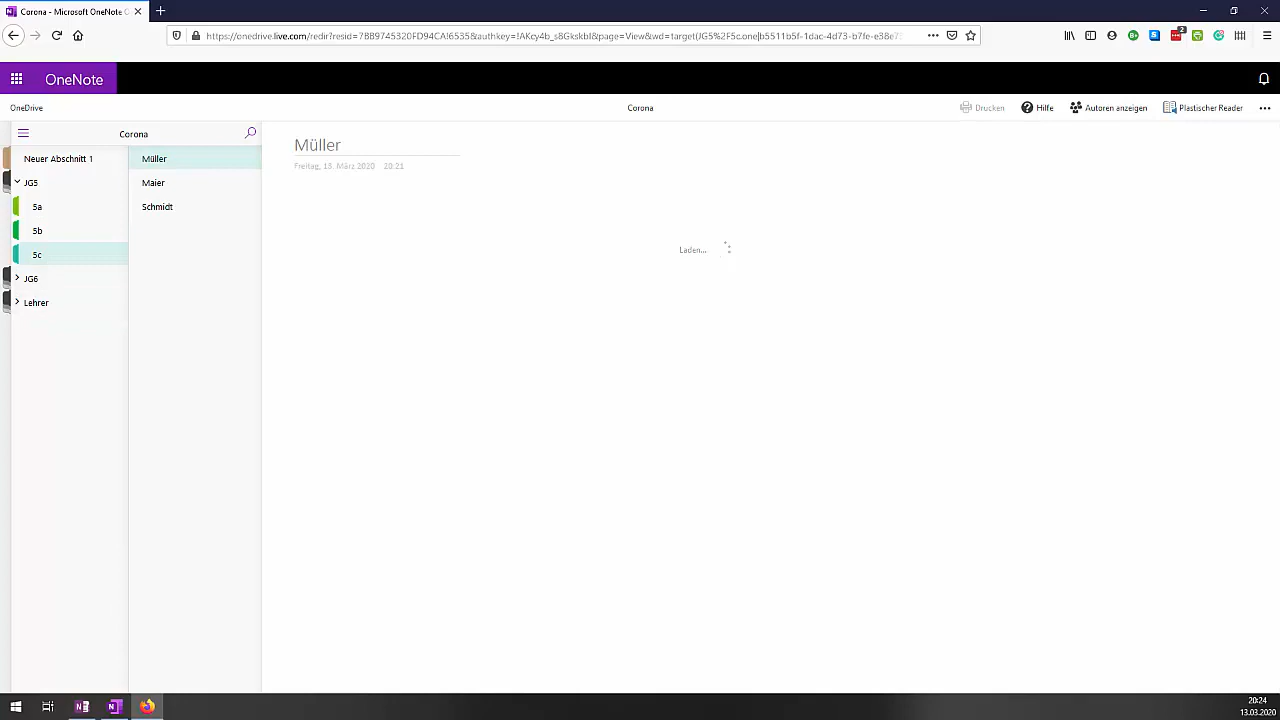 Corona - Microsoft OneNote O
https://onedrive.live.com/redir?resid=78B9745320FD94CA!6535&authkey=!AKcy4b_s8Gkskbl&page=View&wd=target(JG5%2F5c.one|b5511b5f-1dac-4d73-b7fe-e38e7
2
OneNote
OneDrive
Corona
Drucken
Hilfe
Autoren anzeigen
Plastischer Reader
Corona
Neuer Abschnitt 1
JG5
5a
5b
5c
JG6
Lehrer
Müller
Maier
Schmidt
Müller
Freitag, 13. März 2020 20:21
Laden...
20:24
13.03.2020